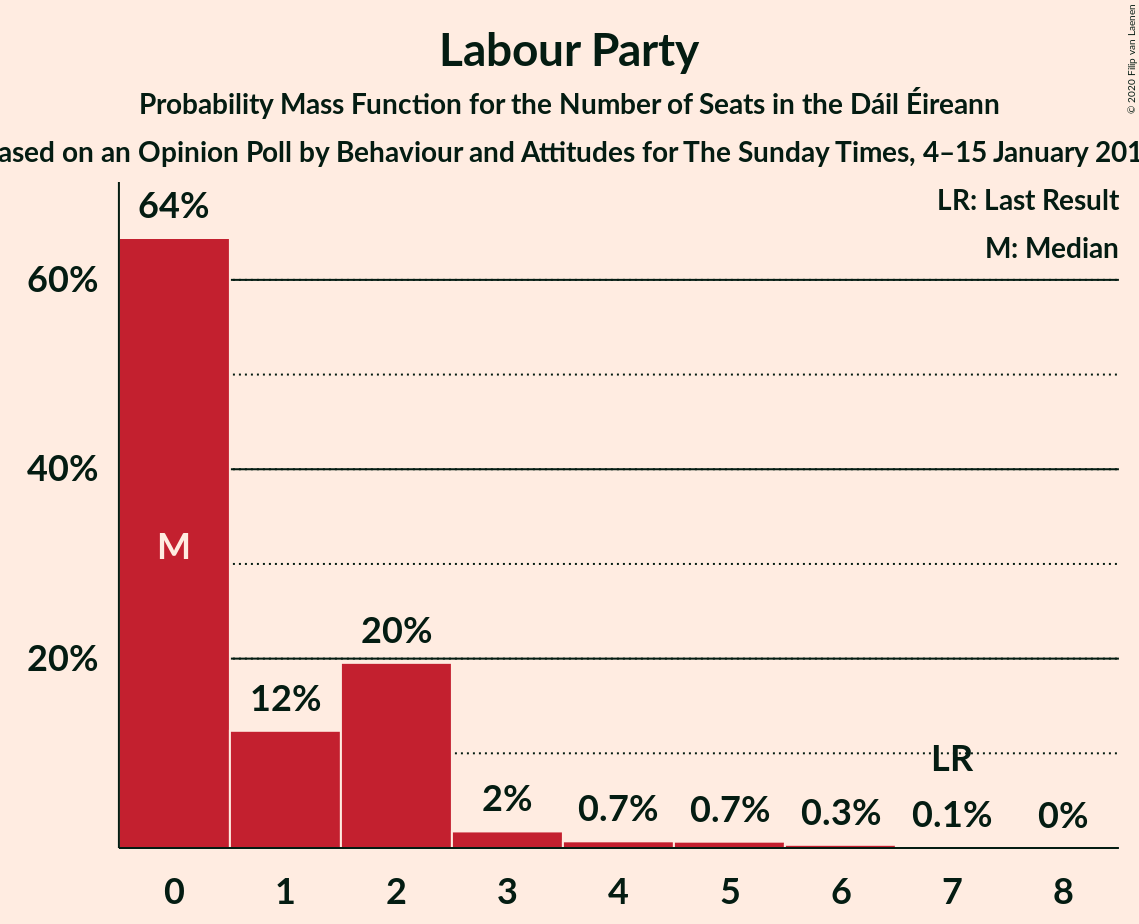 Labour Party
Probability Mass Function for the Number of Seats in the Dáil Éireann
on an Opinion Poll by Behaviour and Attitudes for The Sunday Times, 4–15 January
LR: Last Result
M: Median
64%
60%
40%
20%
M
12%
20%
2%
0.7%
0.7%
0.3%
LR
0.1%
0%
0 1 2 3 4 5 6 7 8
© 2020 Filip van Laenen